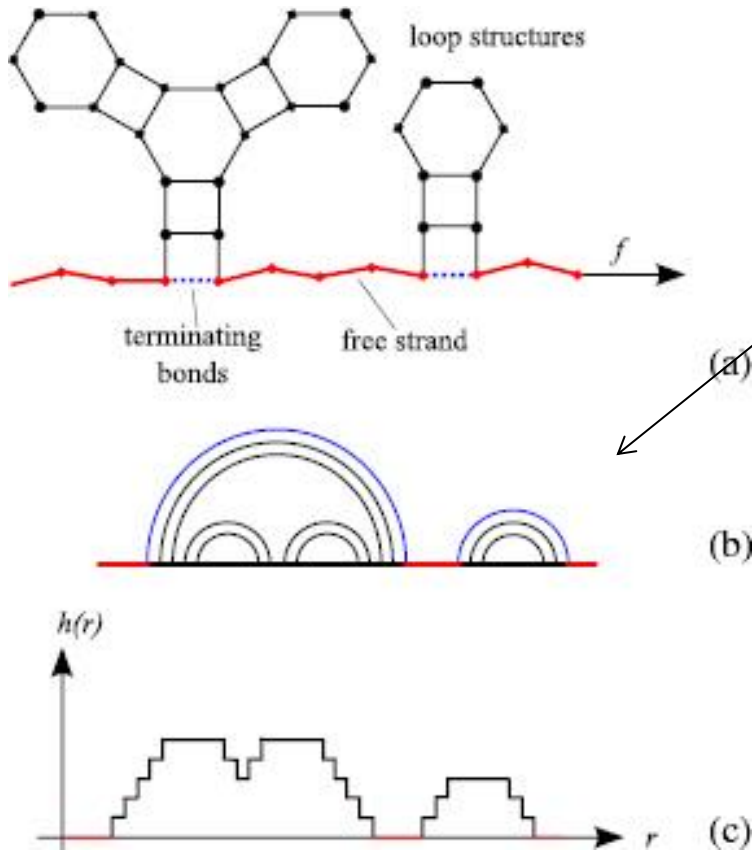 loop structures
f
terminating
bonds
free strand
(a)
(b)
h(r)
r
(c)